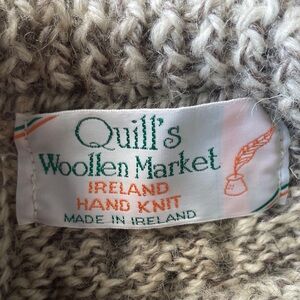 Quill's
Woollen Market
IRELAND
HAND KNIT
MADE IN IRELAND